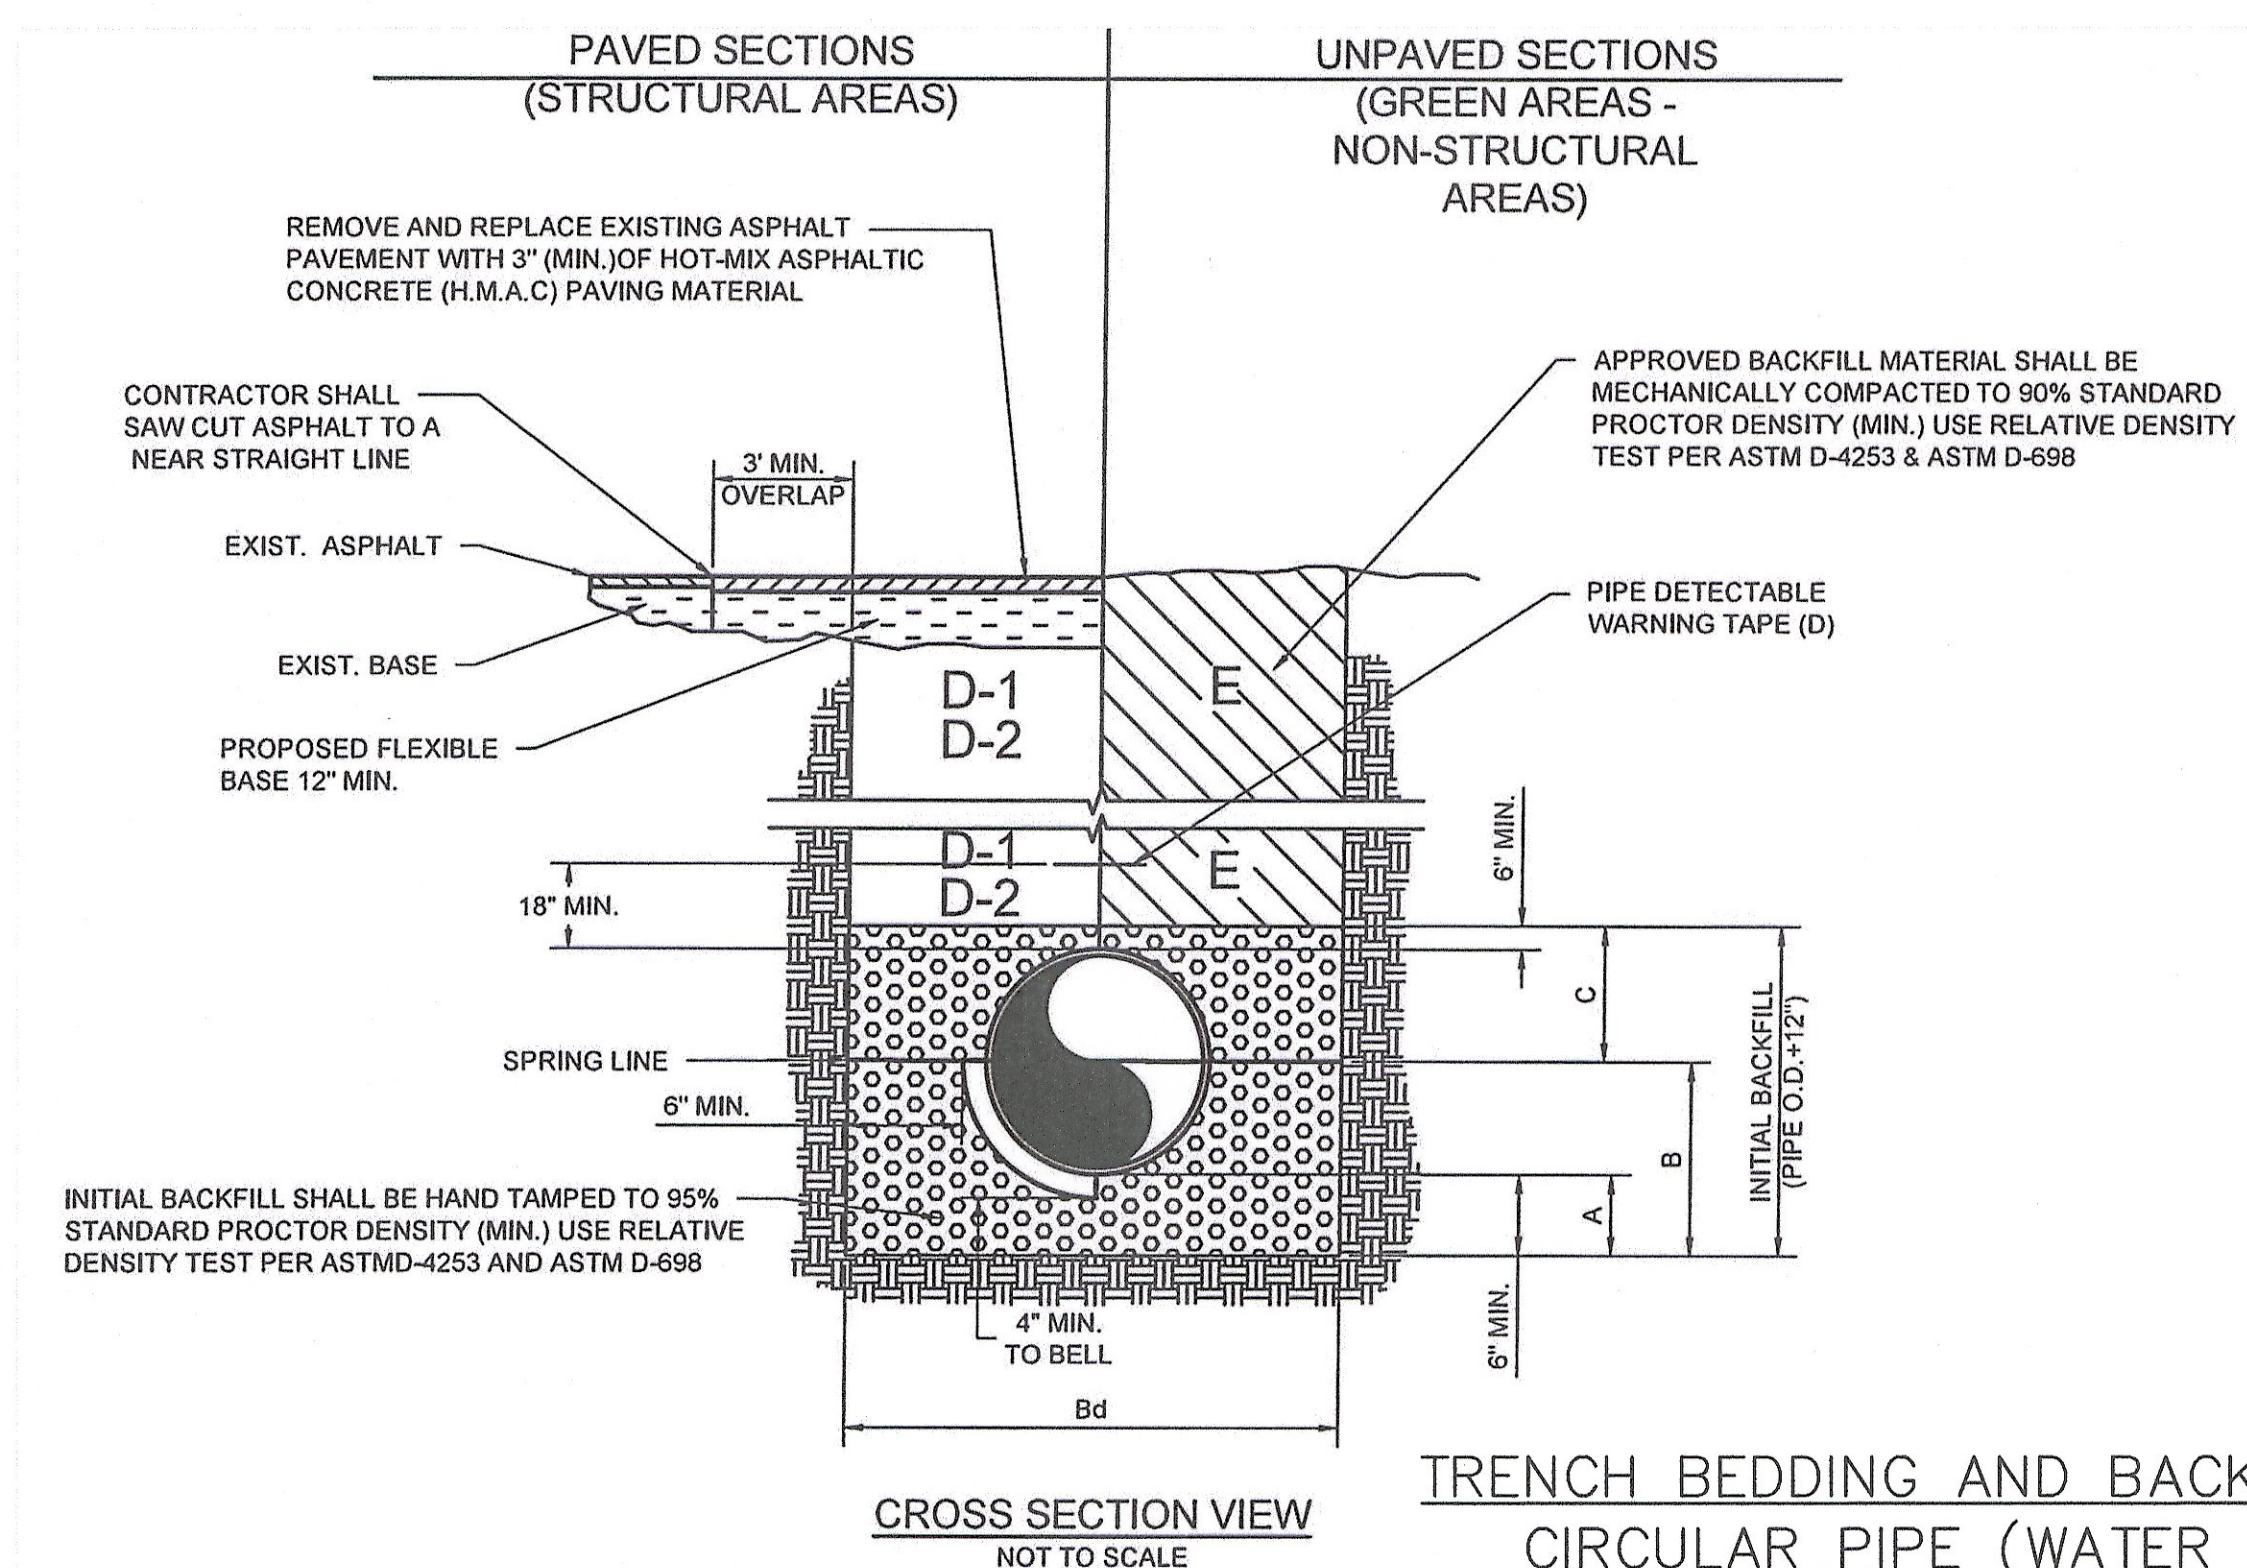 PAVED SECTIONS
(STRUCTURAL AREAS)
UNPAVED SECTIONS
(GREEN AREAS -
NON-STRUCTURAL
AREAS)
REMOVE AND REPLACE EXISTING ASPHALT
PAVEMENT WITH 3" (MIN.)OF HOT-MIX ASPHALTIC
CONCRETE (H.M.A.C) PAVING MATERIAL
CONTRACTOR SHALL
SAW CUT ASPHALT TO A
NEAR STRAIGHT LINE
3' MIN.
OVERLAP
APPROVED BACKFILL MATERIAL SHALL BE
MECHANICALLY COMPACTED TO 90% STANDARD
PROCTOR DENSITY (MIN.) USE RELATIVE DENSITY
TEST PER ASTM D-4253 & ASTM D-698
EXIST. ASPHALT
PIPE DETECTABLE
WARNING TAPE (D)
EXIST. BASE
D-1
D-2
E
PROPOSED FLEXIBLE
BASE 12" MIN.
D-1
D-2
E
18" MIN.
6" MIN.
C
INITIAL BACKFILL
(PIPE O.D.+12")
SPRING LINE
6" MIN.
B
A
INITIAL BACKFILL SHALL BE HAND TAMPED TO 95%
STANDARD PROCTOR DENSITY (MIN.) USE RELATIVE
DENSITY TEST PER ASTMD-4253 AND ASTM D-698
4" MIN.
TO BELL
6" MIN.
Bd
CROSS SECTION VIEW
NOT TO SCALE
TRENCH BEDDING AND BACK
CIRCULAR PIPE (WATER